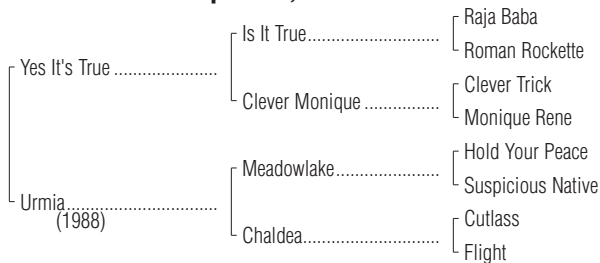 Raja Baba
Is It True
Roman Rockette
Yes It's True
Clever Trick
Clever Monique
Monique Rene
Hold Your Peace
Meadowlake
Suspicious Native
Urmia
(1988)
Cutlass
Chaldea
Flight